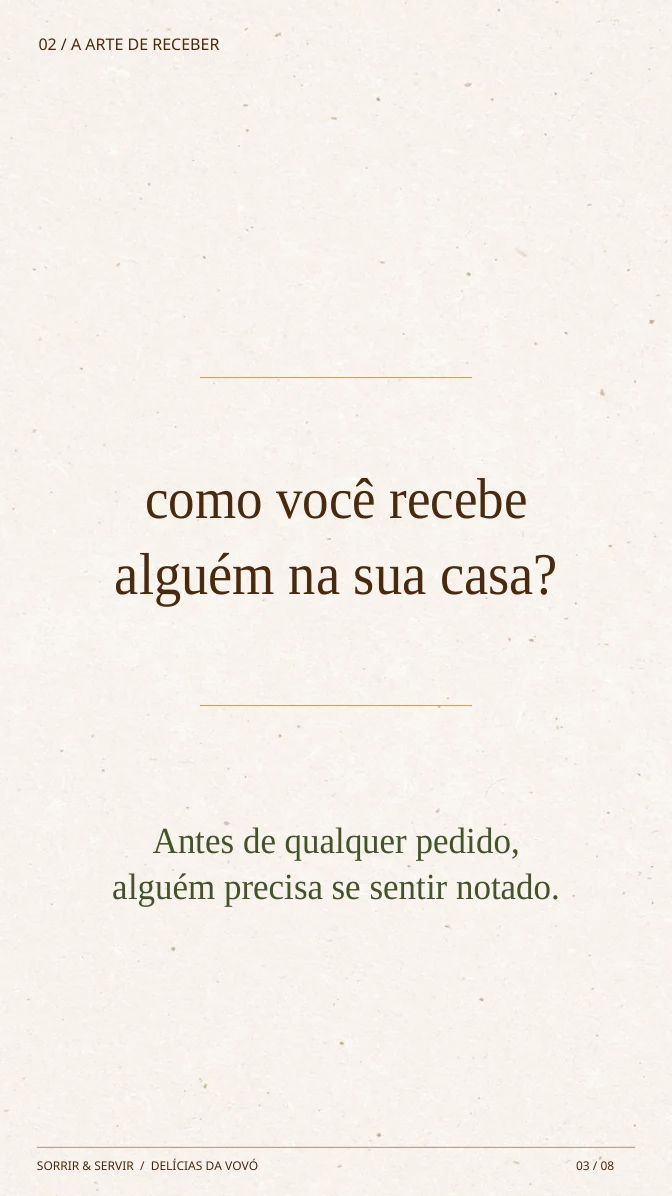 02 / A ARTE DE RECEBER
como você recebe
alguém na sua casa?
Antes de qualquer pedido,
alguém precisa se sentir notado.
SORRIR & SERVIR / DELÍCIAS DA VOVÓ
03 / 08